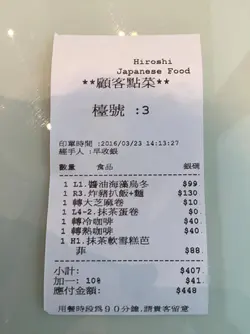 Hiroshi
Japanese Food
**顧客點菜**
檯號 :3
印單時間 :2016/03/23 14:13:27
經手人 :早收銀
數量 食品 銀碼
1 L1.醬油海藻烏冬 $99
1 R3.炸豬扒飯+麵 $130
1 轉大芝麻卷 $10
1 L4-2.抹茶蛋卷 $0
1 轉冷咖啡 $40
1 轉熱咖啡 $40
1 H1.抹茶軟雪糕芭
菲 $88
小計: $407
加一: 10% $41
應付金額: $448
用餐時段為90分鐘,請貴客留意